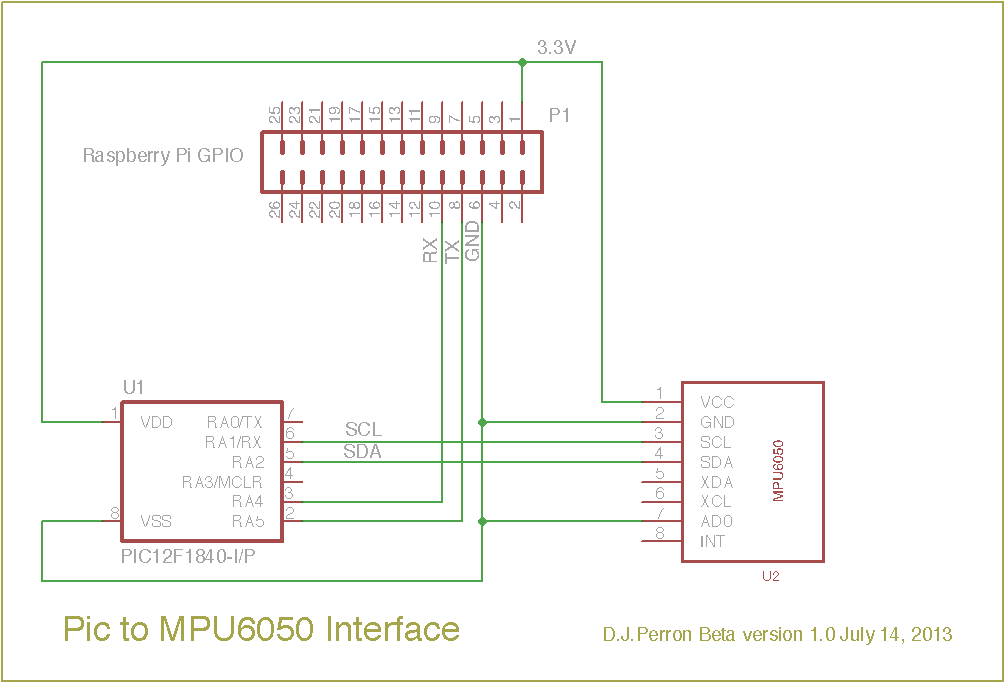 3.3V
P1
25 23 21 19 17 15 13 11 9 7 5 3 1
Raspberry Pi GPIO
26 24 22 20 18 16 14 12 10 8 6 4 2
RX TX GND
U1
1 VDD RA0/TX 7
RA1/RX 6
RA2 5
RA3/MCLR 4
RA4 3
8 VSS RA5 2
PIC12F1840-I/P
SCL
SDA
1 VCC
2 GND
3 SCL
4 SDA
5 XDA
6 XCL
7 ADO
8 INT
MPU6050
U2
Pic to MPU6050 Interface
D.J.Perron Beta version 1.0 July 14, 2013